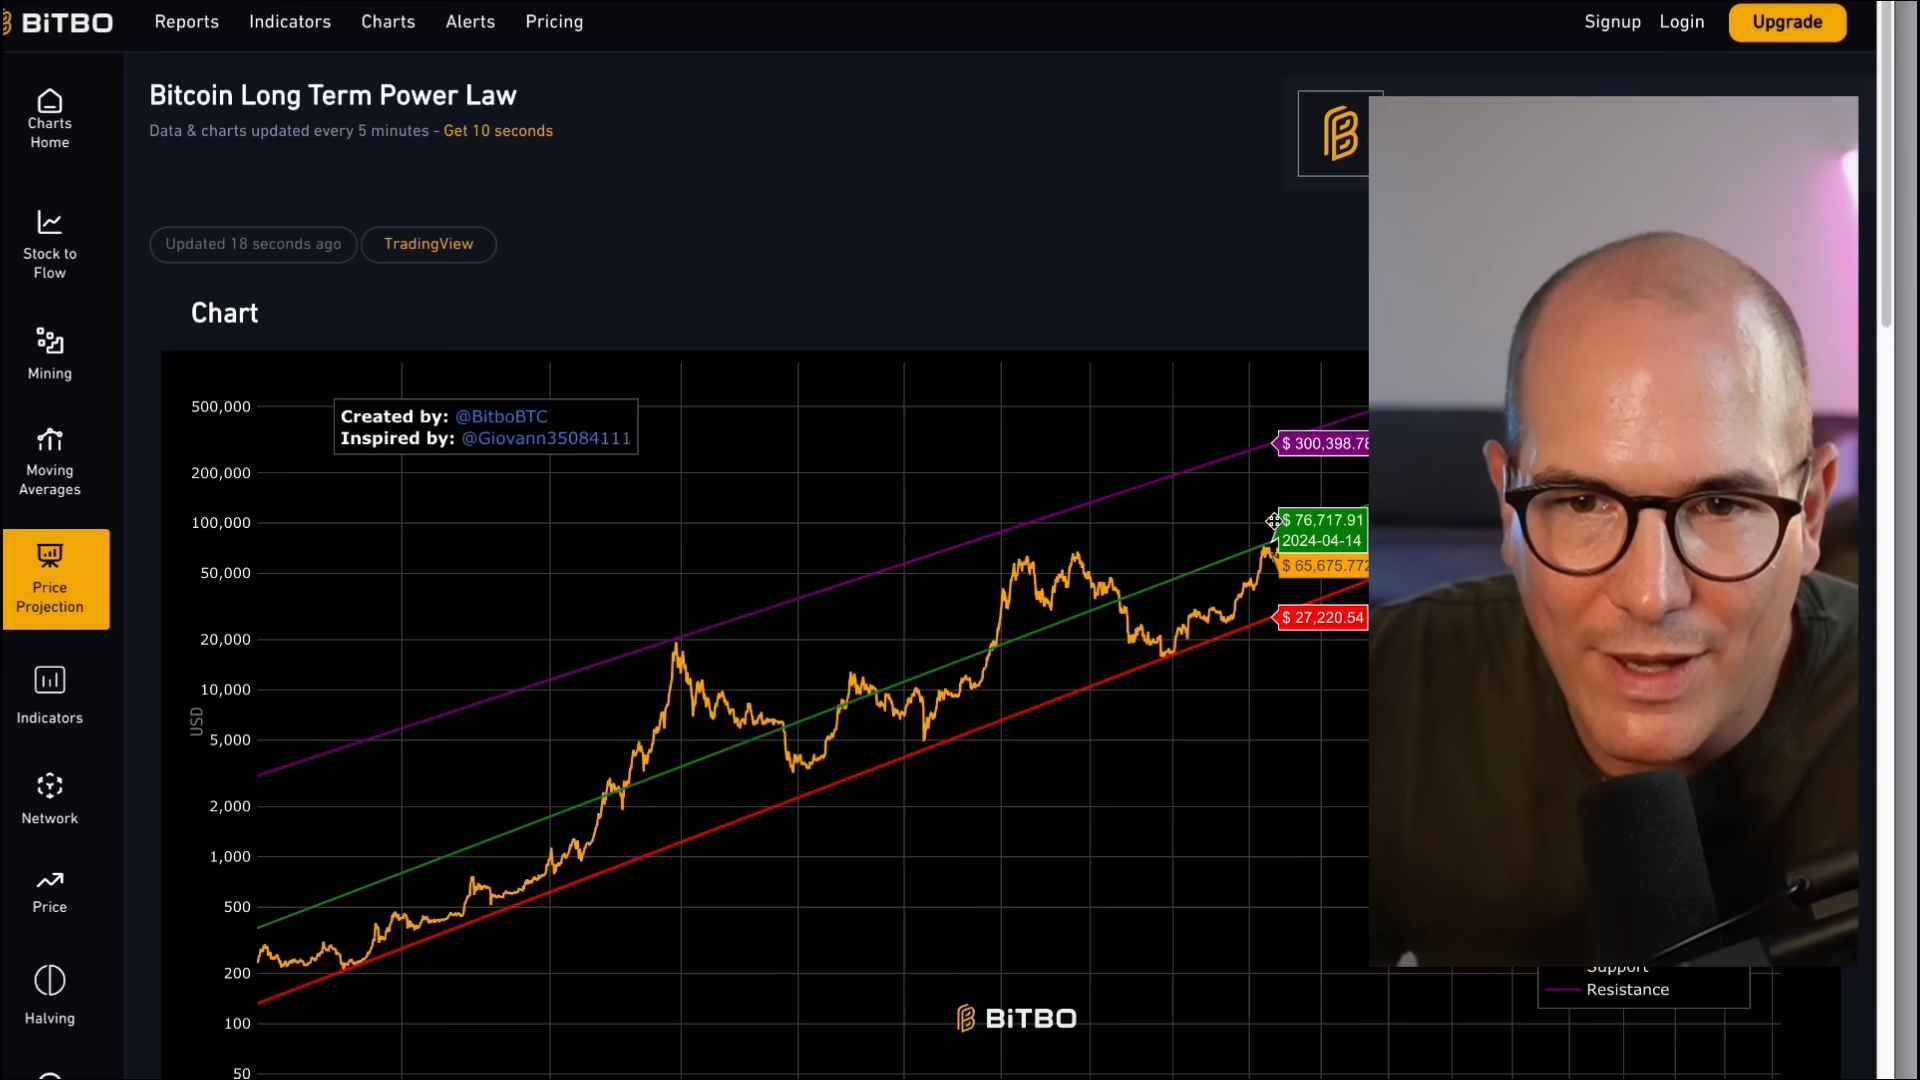 BiTBO Reports Indicators Charts Alerts Pricing Signup Login Upgrade
Charts
Home
Stock to
Flow
Mining
Moving
Averages
Price
Projection
Indicators
Network
Price
Halving
Bitcoin Long Term Power Law
Data & charts updated every 5 minutes - Get 10 seconds
Updated 18 seconds ago TradingView
Chart
Created by: @BitboBTC
Inspired by: @Giovann35084111
500,000
200,000
100,000
50,000
20,000
10,000
5,000
2,000
1,000
500
200
100
50
USD
$ 300,398.78
$ 76,717.91
2024-04-14
$ 65,675.772
$ 27,220.54
Support
Resistance
BiTBO